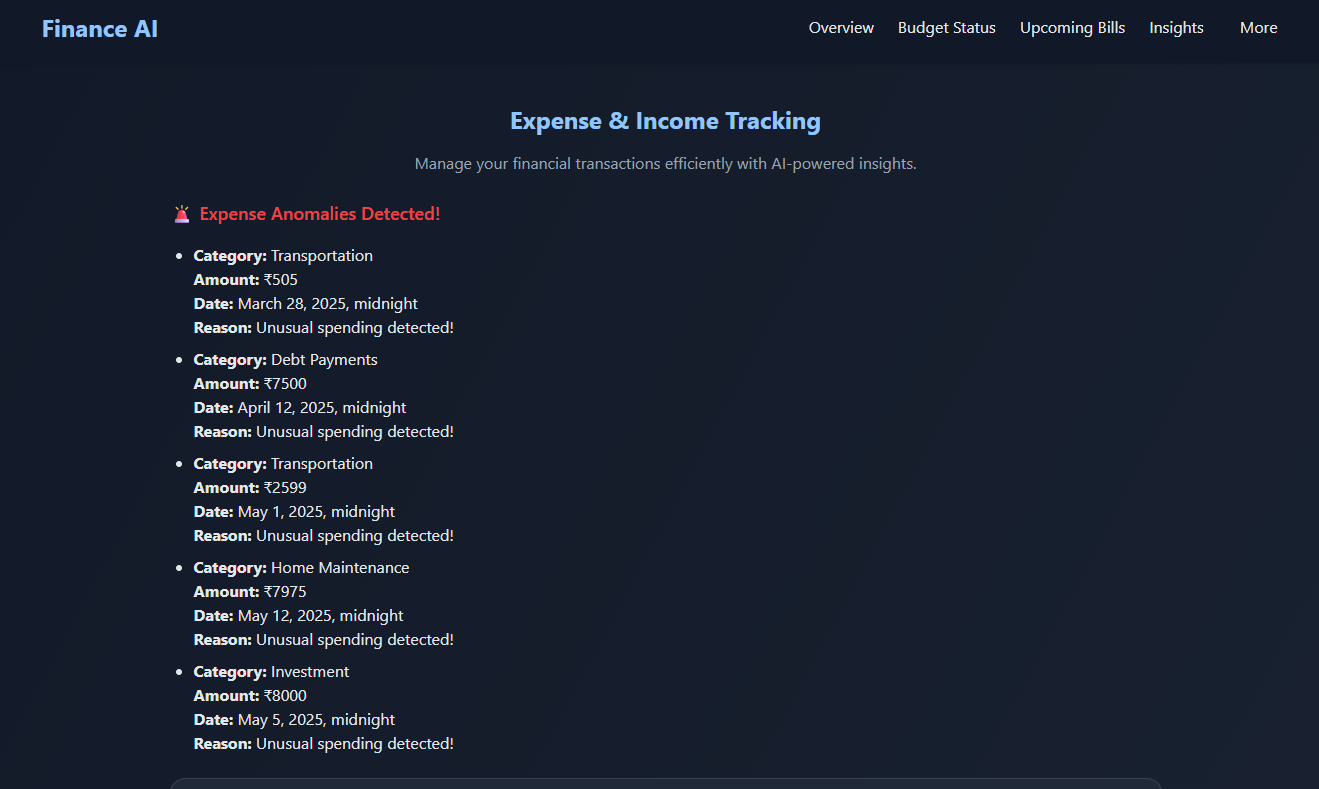 Finance AI
Overview Budget Status Upcoming Bills Insights More
Expense & Income Tracking
Manage your financial transactions efficiently with AI-powered insights.
Expense Anomalies Detected!
Category: Transportation
Amount: ₹505
Date: March 28, 2025, midnight
Reason: Unusual spending detected!
Category: Debt Payments
Amount: ₹7500
Date: April 12, 2025, midnight
Reason: Unusual spending detected!
Category: Transportation
Amount: ₹2599
Date: May 1, 2025, midnight
Reason: Unusual spending detected!
Category: Home Maintenance
Amount: ₹7975
Date: May 12, 2025, midnight
Reason: Unusual spending detected!
Category: Investment
Amount: ₹8000
Date: May 5, 2025, midnight
Reason: Unusual spending detected!